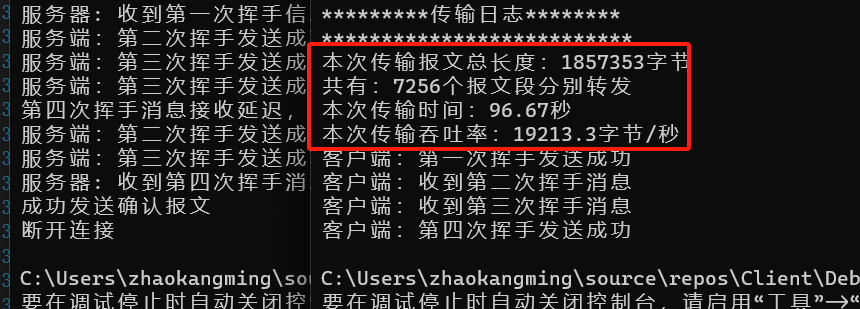 服务器: 收到第一次挥手信
服务端: 第二次挥手发送成
服务端: 第三次挥手发送成
服务端: 第三次挥手发送成
第四次挥手消息接收延迟,
服务端: 第二次挥手发送成
服务端: 第三次挥手发送成
服务器: 收到第四次挥手消
成功发送确认报文
断开连接
C:\Users\zhaokangming\sou
要在调试停止时自动关闭控
*********传输日志********
**************************
本次传输报文总长度: 1857353字节
共有: 7256个报文段分别转发
本次传输时间: 96.67秒
本次传输吞吐率: 19213.3字节/秒
客户端: 第一次挥手发送成功
客户端: 收到第二次挥手消息
客户端: 收到第三次挥手消息
客户端: 第四次挥手发送成功
C:\Users\zhaokangming\source\repos\Client\Deb
要在调试停止时自动关闭控制台, 请启用“工具”->“